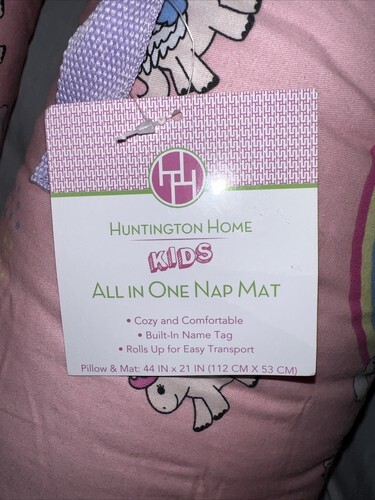 HUNTINGTON HOME
KIDS
ALL IN ONE NAP MAT
• Cozy and Comfortable
• Built-In Name Tag
• Rolls Up for Easy Transport
Pillow & Mat: 44 IN x 21 IN (112 CM X 53 CM)